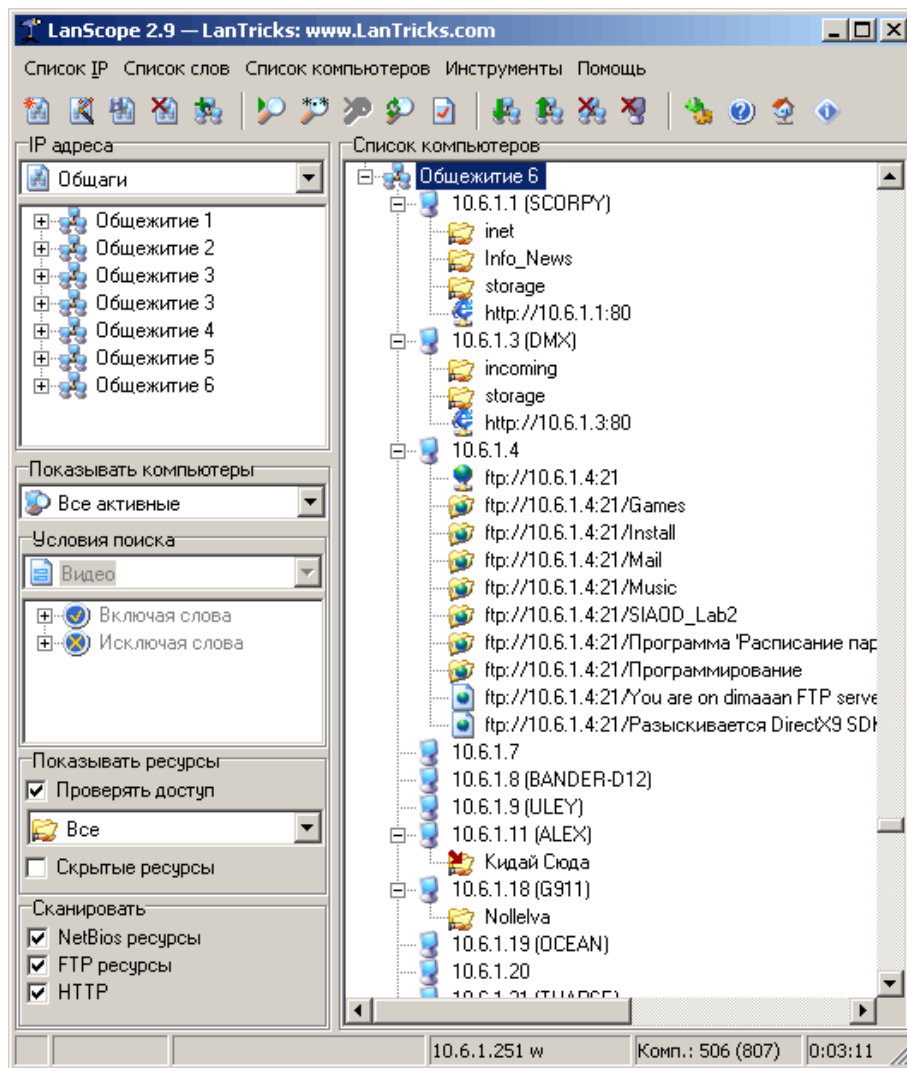 LanScope 2.9 — LanTricks: www.LanTricks.com
Список IP Список слов Список компьютеров Инструменты Помощь
IP адреса
Общаги
Общежитие 1
Общежитие 2
Общежитие 3
Общежитие 3
Общежитие 4
Общежитие 5
Общежитие 6
Показывать компьютеры
Все активные
Условия поиска
Видео
Включая слова
Исключая слова
Показывать ресурсы
Проверять доступ
Все
Скрытые ресурсы
Сканировать
NetBios ресурсы
FTP ресурсы
HTTP
Список компьютеров
Общежитие 6
10.6.1.1 (SCORPY)
inet
Info_News
storage
http://10.6.1.1:80
10.6.1.3 (DMX)
incoming
storage
http://10.6.1.3:80
10.6.1.4
ftp://10.6.1.4:21
ftp://10.6.1.4:21/Games
ftp://10.6.1.4:21/Install
ftp://10.6.1.4:21/Mail
ftp://10.6.1.4:21/Music
ftp://10.6.1.4:21/SIAOD_Lab2
ftp://10.6.1.4:21/Программа 'Расписание пар
ftp://10.6.1.4:21/Программирование
ftp://10.6.1.4:21/You are on dimaaan FTP serve
ftp://10.6.1.4:21/Разыскивается DirectX9 SDK
10.6.1.7
10.6.1.8 (BANDER-D12)
10.6.1.9 (ULEY)
10.6.1.11 (ALEX)
Кидай Сюда
10.6.1.18 (G911)
Nollelva
10.6.1.19 (OCEAN)
10.6.1.20
10.6.1.251 w
Комп.: 506 (807)
0:03:11